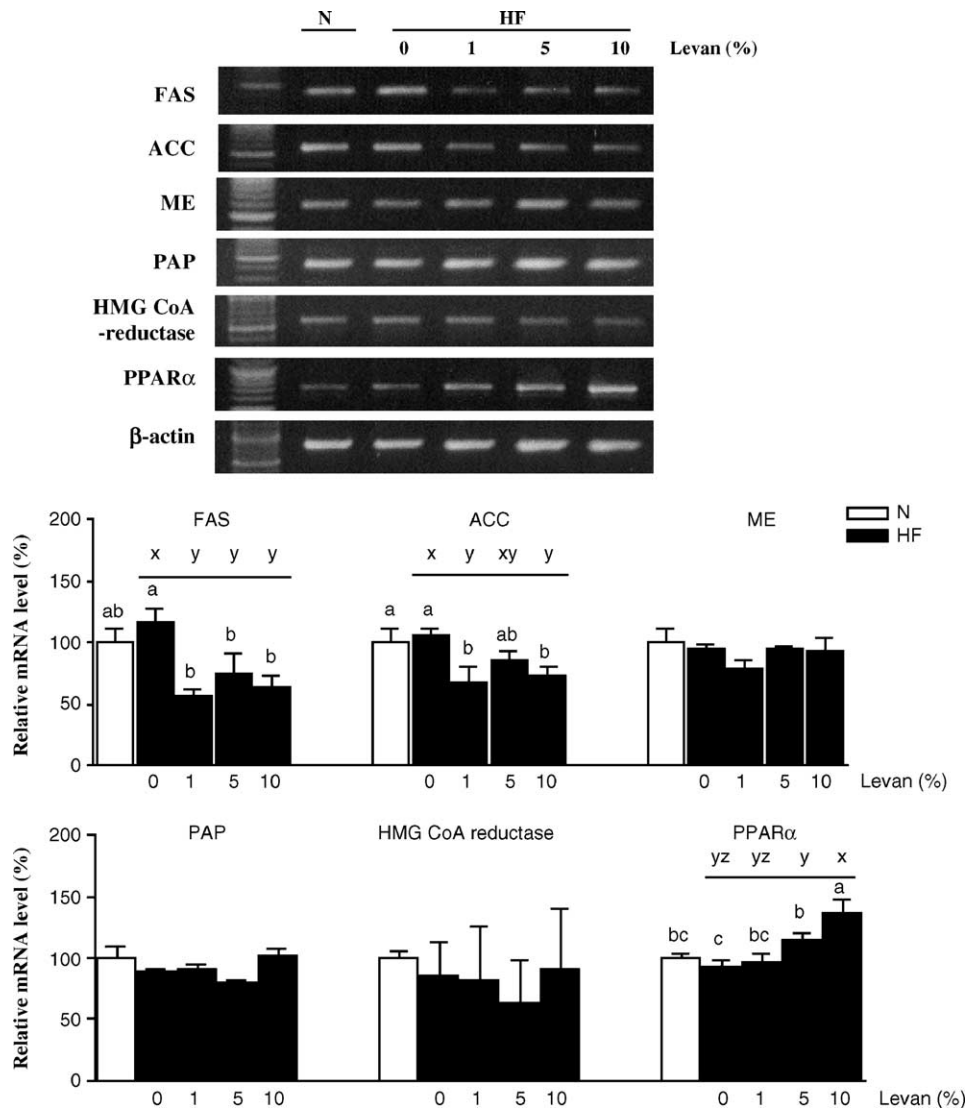 N HF
0 1 5 10 Levan (%)
FAS
ACC
ME
PAP
HMG CoA
-reductase
PPARα
β-actin
Relative mRNA level (%)
200
150
100
50
0
FAS
x y y y
ab a b b b
0 1 5 10
ACC
x y xy y
a a b ab b
0 1 5 10
ME
0 1 5 10 Levan (%)
N
HF
Relative mRNA level (%)
200
150
100
50
0
PAP
0 1 5 10
HMG CoA reductase
0 1 5 10
PPARα
yz yz y x
bc c bc b a
0 1 5 10 Levan (%)